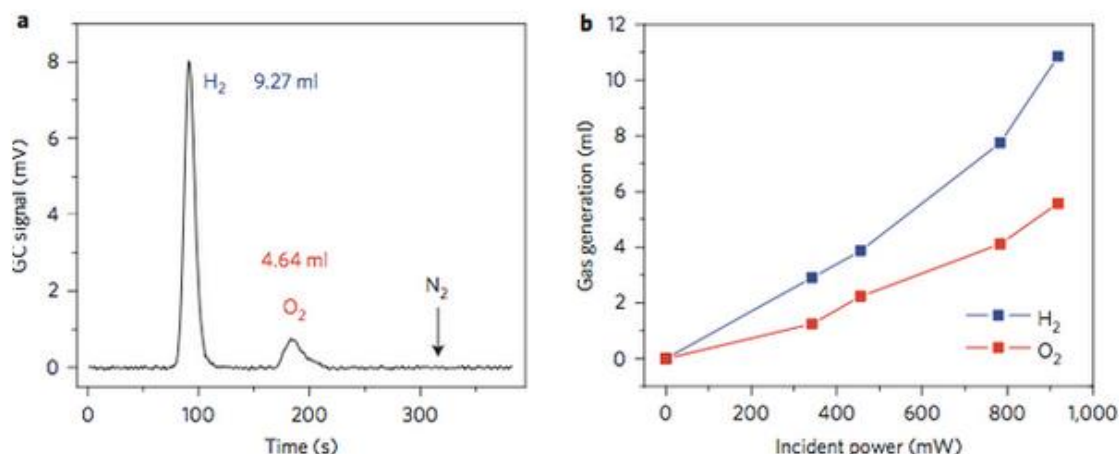 a
GC signal (mV)
8
6
4
2
0
H₂ 9.27 ml
4.64 ml
O₂
N₂
0 100 200 300
Time (s)
b
Gas generation (ml)
12
10
8
6
4
2
0
H₂
O₂
0 200 400 600 800 1,000
Incident power (mW)